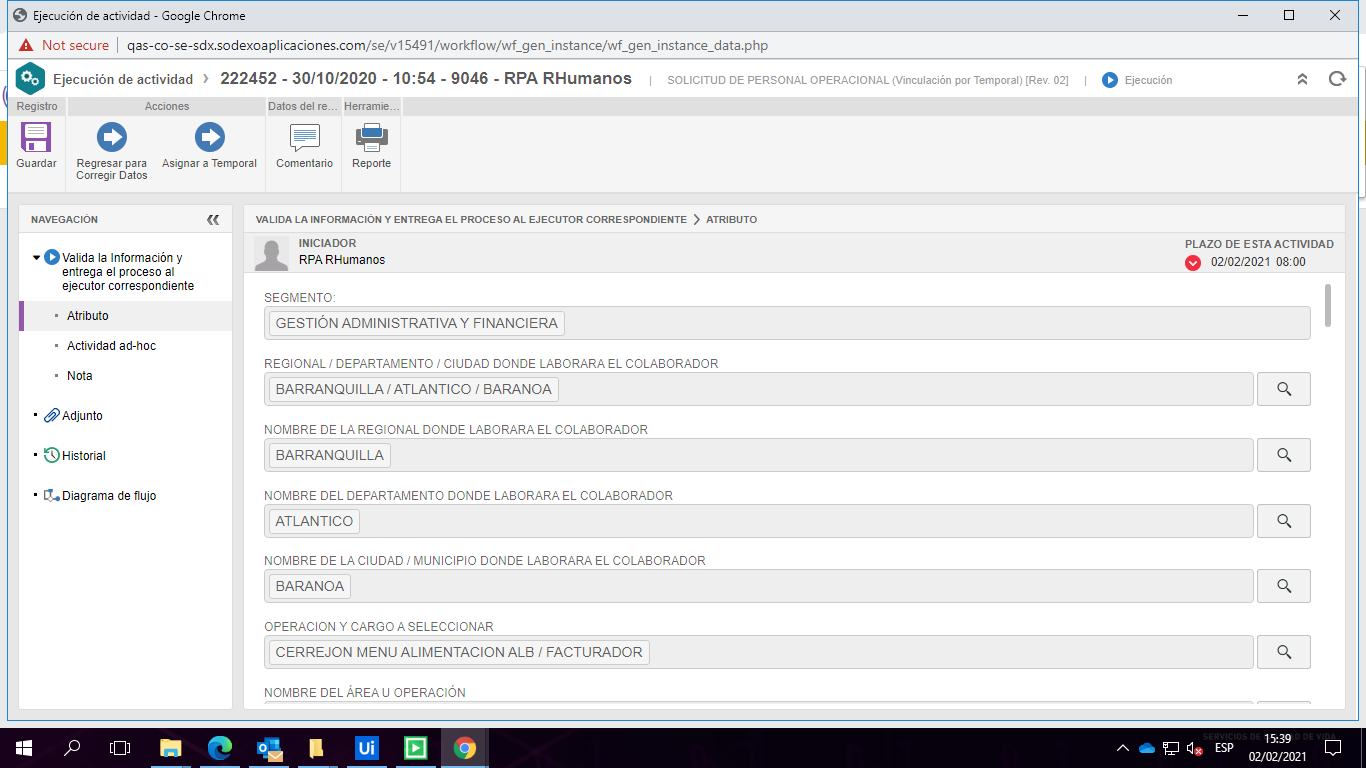 Ejecución de actividad - Google Chrome
Not secure | qas-co-se-sdx.sodexoaplicaciones.com/se/v15491/workflow/wf_gen_instance/wf_gen_instance_data.php
Ejecución de actividad › 222452 - 30/10/2020 - 10:54 - 9046 - RPA RHumanos | SOLICITUD DE PERSONAL OPERACIONAL (Vinculación por Temporal) [Rev. 02] | Ejecución
Registro Acciones Datos del re... Herramie...
Guardar Regresar para Corregir Datos Asignar a Temporal Comentario Reporte
NAVEGACIÓN
Valida la Información y
entrega el proceso al
ejecutor correspondiente
Atributo
Actividad ad-hoc
Nota
Adjunto
Historial
Diagrama de flujo
VALIDA LA INFORMACIÓN Y ENTREGA EL PROCESO AL EJECUTOR CORRESPONDIENTE > ATRIBUTO
INICIADOR
RPA RHumanos
PLAZO DE ESTA ACTIVIDAD
02/02/2021 08:00
SEGMENTO:
GESTIÓN ADMINISTRATIVA Y FINANCIERA
REGIONAL / DEPARTAMENTO / CIUDAD DONDE LABORARA EL COLABORADOR
BARRANQUILLA / ATLANTICO / BARANOA
NOMBRE DE LA REGIONAL DONDE LABORARA EL COLABORADOR
BARRANQUILLA
NOMBRE DEL DEPARTAMENTO DONDE LABORARA EL COLABORADOR
ATLANTICO
NOMBRE DE LA CIUDAD / MUNICIPIO DONDE LABORARA EL COLABORADOR
BARANOA
OPERACION Y CARGO A SELECCIONAR
CERREJON MENU ALIMENTACION ALB / FACTURADOR
NOMBRE DEL ÁREA U OPERACIÓN
Ui
ESP
15:39
02/02/2021